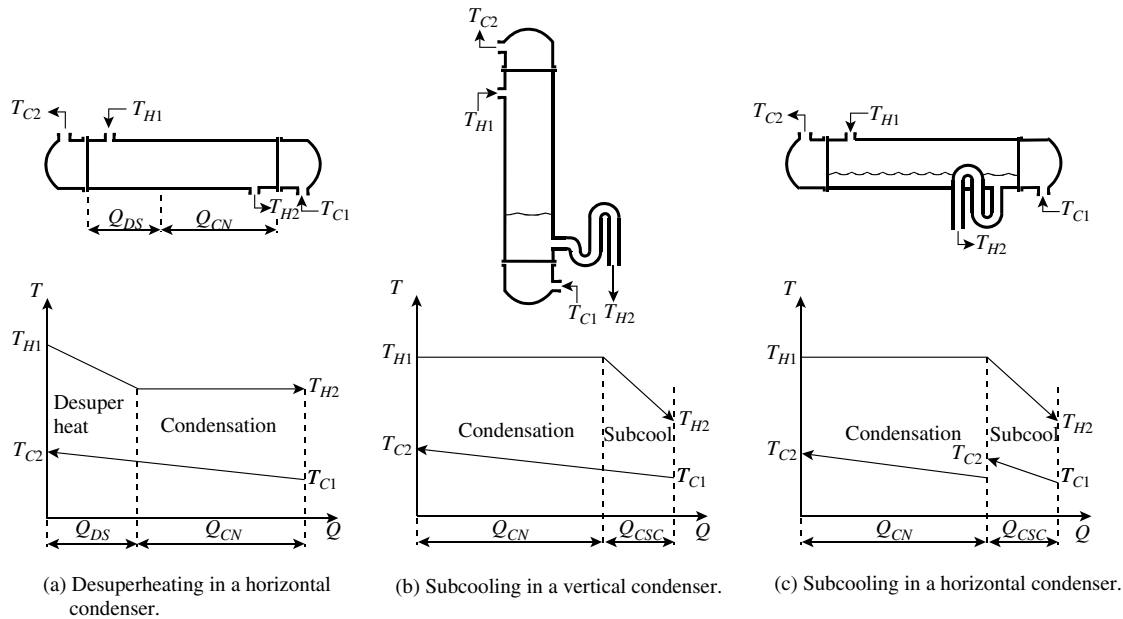 T_C2
T_H1
T_H2
T_C1
Q_DS
Q_CN
T
T_H1
T_H2
Desuper
heat
Condensation
T_C2
T_C1
Q_DS
Q_CN
Q
(a) Desuperheating in a horizontal
condenser.
T_C2
T_H1
T_C1
T_H2
T
T_H1
T_H2
Condensation
Subcool
T_C2
T_C1
Q_CN
Q_CSC
Q
(b) Subcooling in a vertical condenser.
T_C2
T_H1
T_C1
T_H2
T
T_H1
T_H2
Condensation
Subcool
T_C2
T_C2
T_C1
Q_CN
Q_CSC
Q
(c) Subcooling in a horizontal condenser.